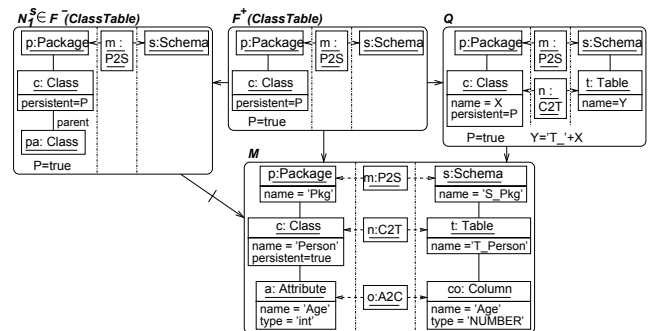 N₁ˢ ∈ F⁻(ClassTable)
p:Package
m :
P2S
s:Schema
c: Class
persistent=P
parent
pa: Class
P=true
F⁺(ClassTable)
p:Package
m :
P2S
s:Schema
c: Class
persistent=P
P=true
Q
p:Package
m :
P2S
s:Schema
c: Class
name = X
persistent=P
n :
C2T
t: Table
name=Y
P=true
Y='T_'+X
M
p:Package
name = 'Pkg'
m:P2S
s:Schema
name = 'S_Pkg'
c: Class
name = 'Person'
persistent=true
n:C2T
t: Table
name ='T_Person'
a: Attribute
name = 'Age'
type = 'int'
o:A2C
co: Column
name = 'Age'
type = 'NUMBER'